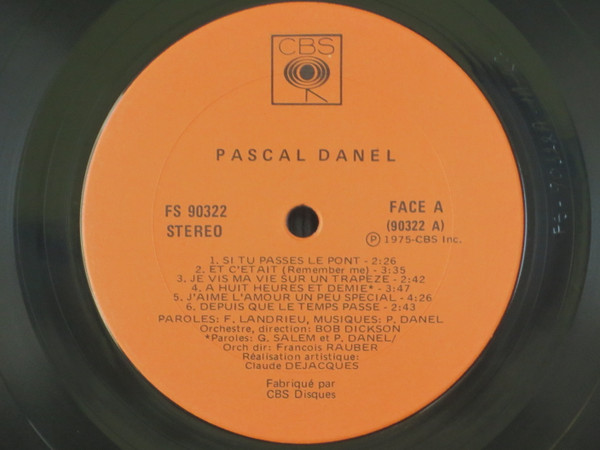 CBS
PASCAL DANEL
FS 90322
STEREO
FACE A
(90322 A)
Ⓟ 1975-CBS Inc.
1. SI TU PASSES LE PONT - 2:26
2. ET C'ETAIT (Remember me) - 3:35
3. JE VIS MA VIE SUR UN TRAPEZE - 2:42
4. A HUIT HEURES ET DEMIE* - 3:47
5. J'AIME L'AMOUR UN PEU SPECIAL - 4:26
6. DEPUIS QUE LE TEMPS PASSE - 2:43
PAROLES: F. LANDRIEU, MUSIQUES: P. DANEL
Orchestre, direction: BOB DICKSON
*Paroles: G. SALEM et P. DANEL/
Orch dir: Francois RAUBER
Réalisation artistique:
Claude DEJACQUES
Fabriqué par
CBS Disques